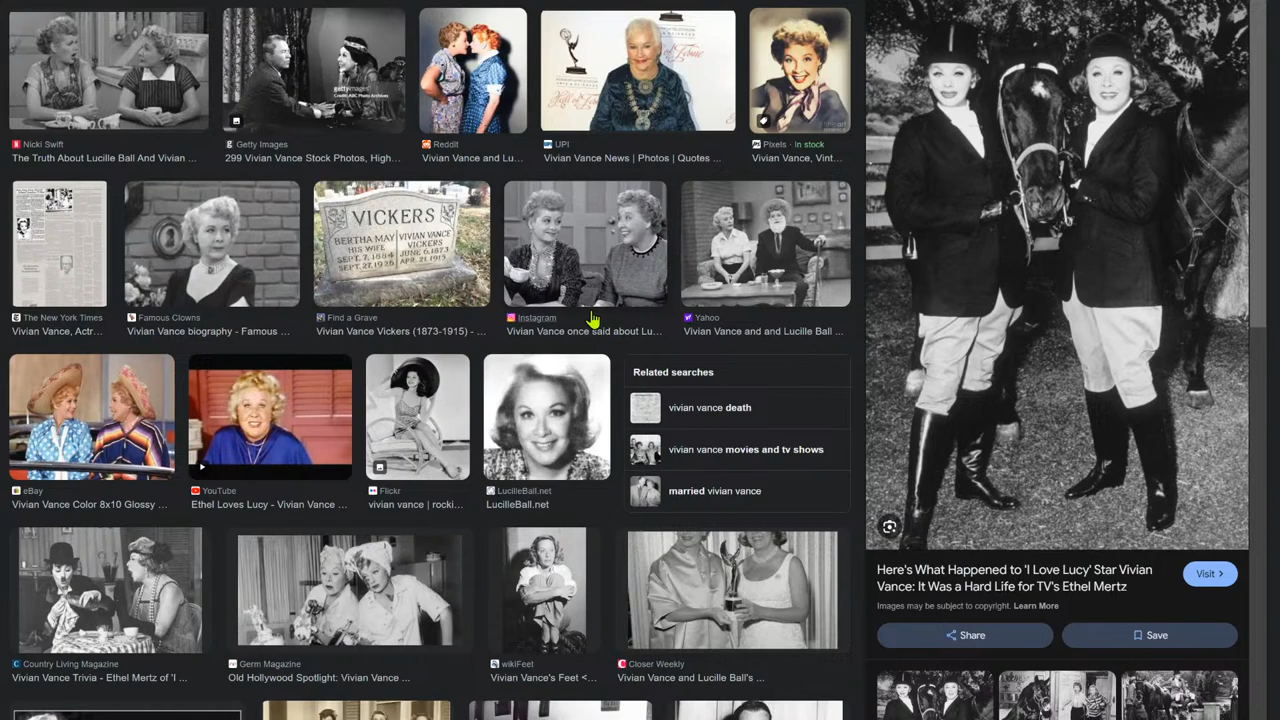 gettyimages
Credit: ABC Photo Archives
Nicki Swift
The Truth About Lucille Ball And Vivian ...
Getty Images
299 Vivian Vance Stock Photos, High...
Reddit
Vivian Vance and Lu...
UPI
Vivian Vance News | Photos | Quotes ...
Pixels · In stock
Vivian Vance, Vint...
VICKERS
BERTHA MAY
HIS WIFE
SEPT. 7, 1884
SEPT. 27, 1926
VIVIAN VANCE
VICKERS
JUNE 6, 1873
APR. 21, 1915
The New York Times
Vivian Vance, Actr...
Famous Clowns
Vivian Vance biography - Famous ...
Find a Grave
Vivian Vance Vickers (1873-1915) - ...
Instagram
Vivian Vance once said about Lu...
Yahoo
Vivian Vance and and Lucille Ball ...
Related searches
vivian vance death
vivian vance movies and tv shows
married vivian vance
eBay
Vivian Vance Color 8x10 Glossy ...
YouTube
Ethel Loves Lucy - Vivian Vance ...
Flickr
vivian vance | rocki...
LucilleBall.net
LucilleBall.net
Country Living Magazine
Vivian Vance Trivia - Ethel Mertz of 'I ...
Germ Magazine
Old Hollywood Spotlight: Vivian Vance ...
wikiFeet
Vivian Vance's Feet <...
Closer Weekly
Vivian Vance and Lucille Ball's ...
Here's What Happened to 'I Love Lucy' Star Vivian
Vance: It Was a Hard Life for TV's Ethel Mertz
Visit
Images may be subject to copyright. Learn More
Share
Save